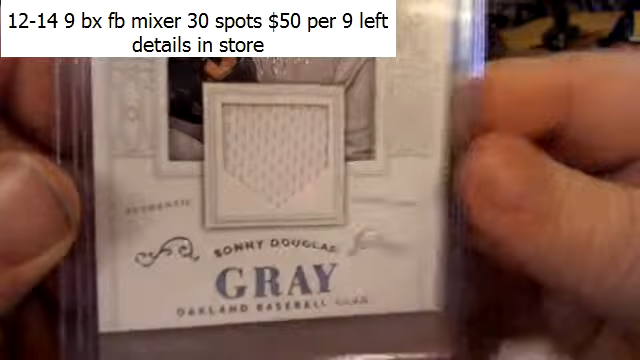 12-14 9 bx fb mixer 30 spots $50 per 9 left
details in store
AUTHENTIC
SONNY DOUGLAS
GRAY
OAKLAND BASEBALL CLUB